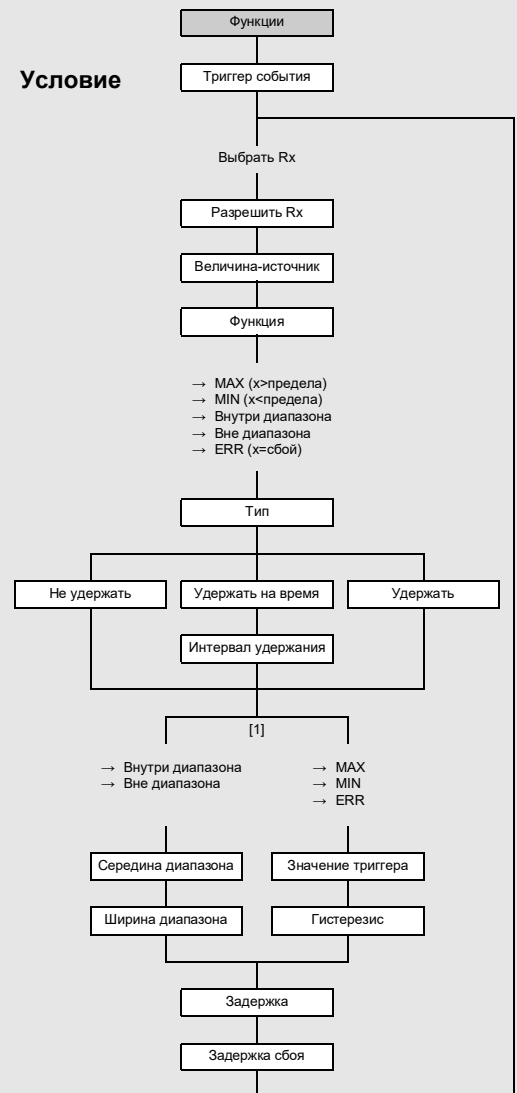 Функции
Условие
Триггер события
Выбрать Rx
Разрешить Rx
Величина-источник
Функция
→ MAX (x>предела)
→ MIN (x<предела)
→ Внутри диапазона
→ Вне диапазона
→ ERR (x=сбой)
Тип
Не удержать
Удержать на время
Удержать
Интервал удержания
[1]
→ Внутри диапазона
→ Вне диапазона
→ MAX
→ MIN
→ ERR
Середина диапазона
Значение триггера
Ширина диапазона
Гистерезис
Задержка
Задержка сбоя